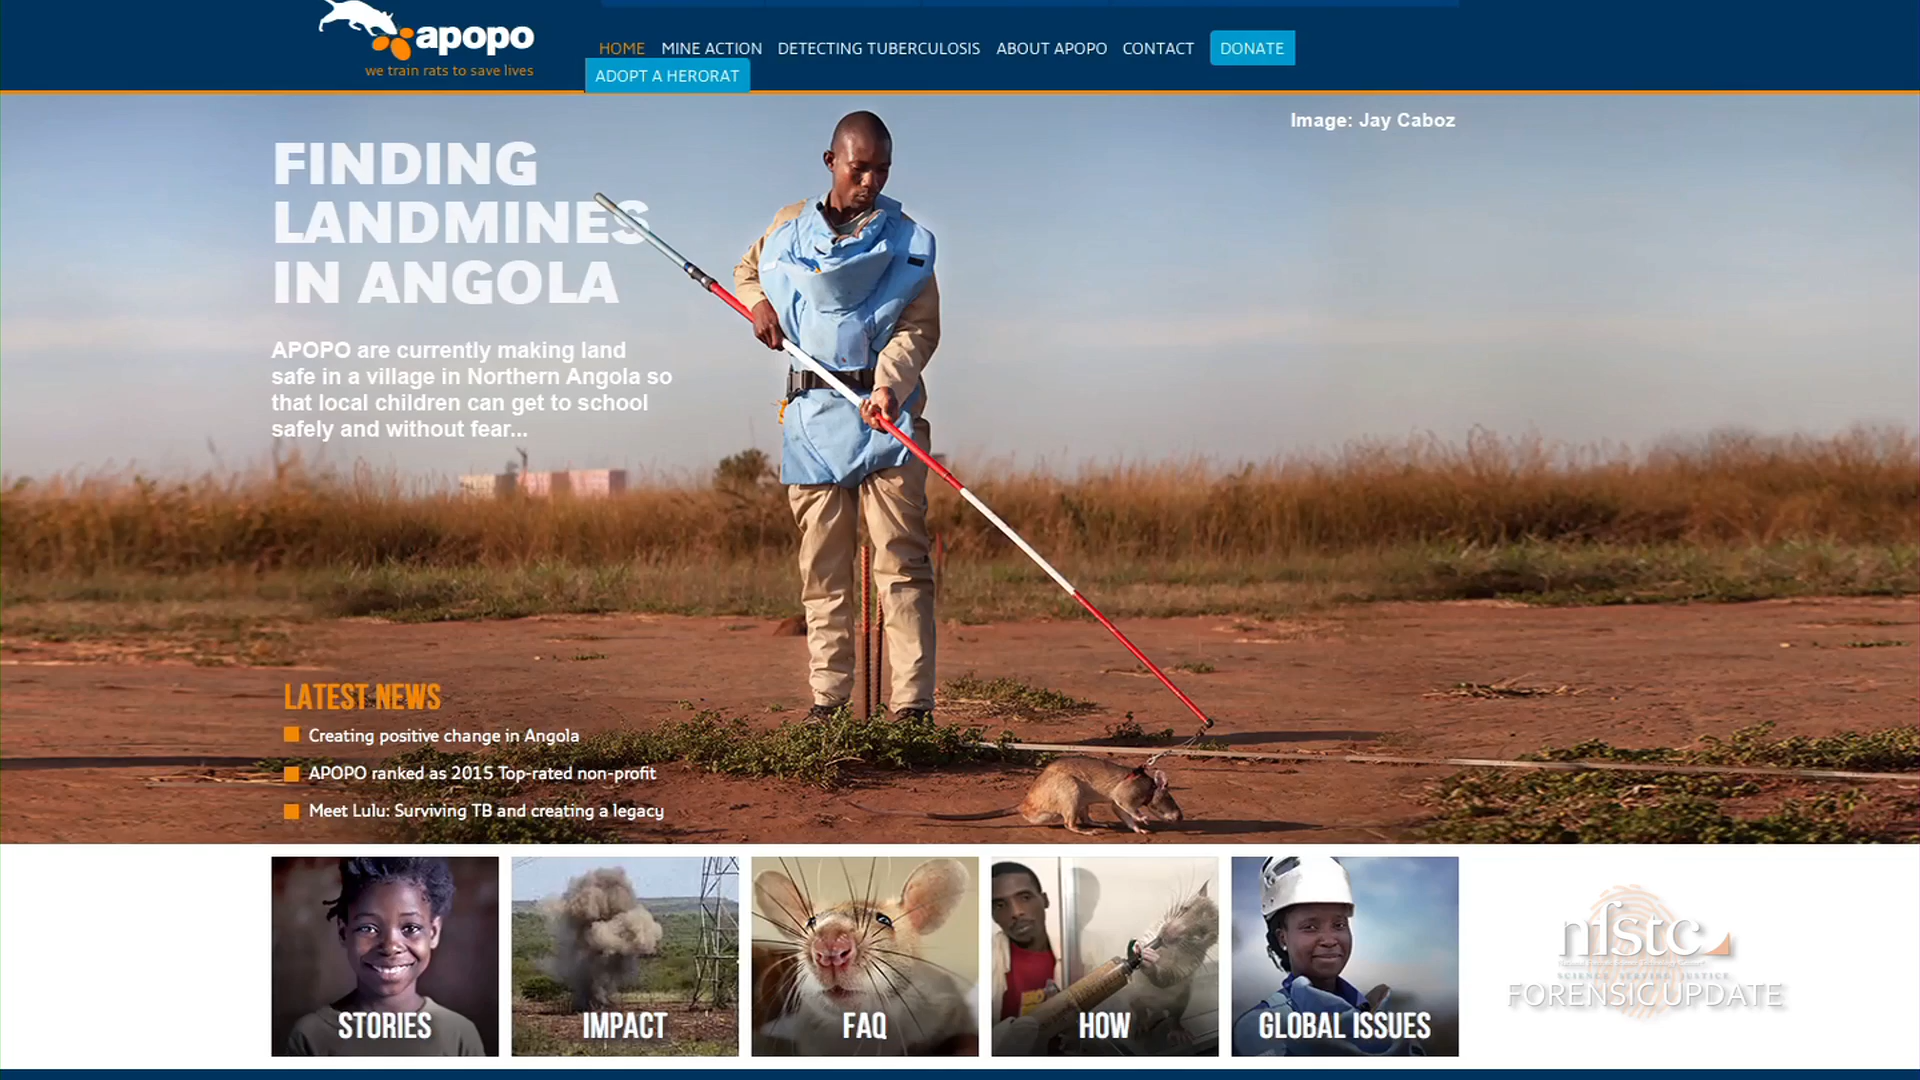 apopo
we train rats to save lives
HOME MINE ACTION DETECTING TUBERCULOSIS ABOUT APOPO CONTACT DONATE
ADOPT A HERORAT
Image: Jay Caboz
FINDING
LANDMINES
IN ANGOLA
APOPO are currently making land
safe in a village in Northern Angola so
that local children can get to school
safely and without fear...
LATEST NEWS
Creating positive change in Angola
APOPO ranked as 2015 Top-rated non-profit
Meet Lulu: Surviving TB and creating a legacy
STORIES
IMPACT
FAQ
HOW
GLOBAL ISSUES
nfstc
SCIENCE SERVING JUSTICE
FORENSIC UPDATE